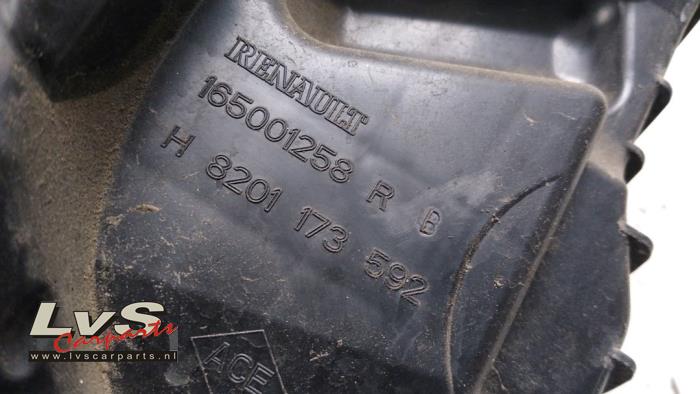 RENAULT
165001258 R B
H 8201 173 592
ACE
LvS
Carparts
www.lvscarparts.nl